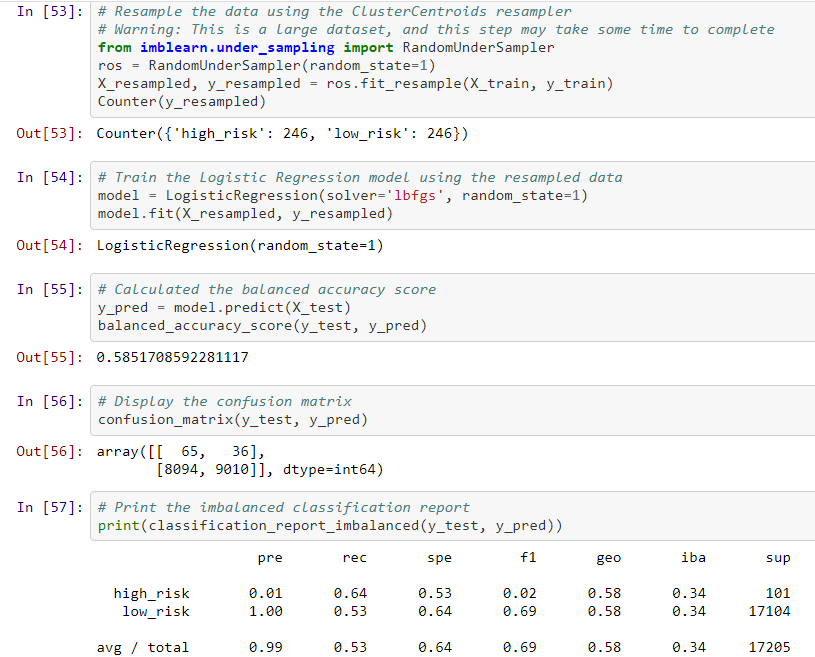 In [53]: # Resample the data using the ClusterCentroids resampler
# Warning: This is a large dataset, and this step may take some time to complete
from imblearn.under_sampling import RandomUnderSampler
ros = RandomUnderSampler(random_state=1)
X_resampled, y_resampled = ros.fit_resample(X_train, y_train)
Counter(y_resampled)
Out[53]: Counter({'high_risk': 246, 'low_risk': 246})
In [54]: # Train the Logistic Regression model using the resampled data
model = LogisticRegression(solver='lbfgs', random_state=1)
model.fit(X_resampled, y_resampled)
Out[54]: LogisticRegression(random_state=1)
In [55]: # Calculated the balanced accuracy score
y_pred = model.predict(X_test)
balanced_accuracy_score(y_test, y_pred)
Out[55]: 0.5851708592281117
In [56]: # Display the confusion matrix
confusion_matrix(y_test, y_pred)
Out[56]: array([[  65,   36],
[8094, 9010]], dtype=int64)
In [57]: # Print the imbalanced classification report
print(classification_report_imbalanced(y_test, y_pred))
pre rec spe f1 geo iba sup
high_risk 0.01 0.64 0.53 0.02 0.58 0.34 101
low_risk 1.00 0.53 0.64 0.69 0.58 0.34 17104
avg / total 0.99 0.53 0.64 0.69 0.58 0.34 17205